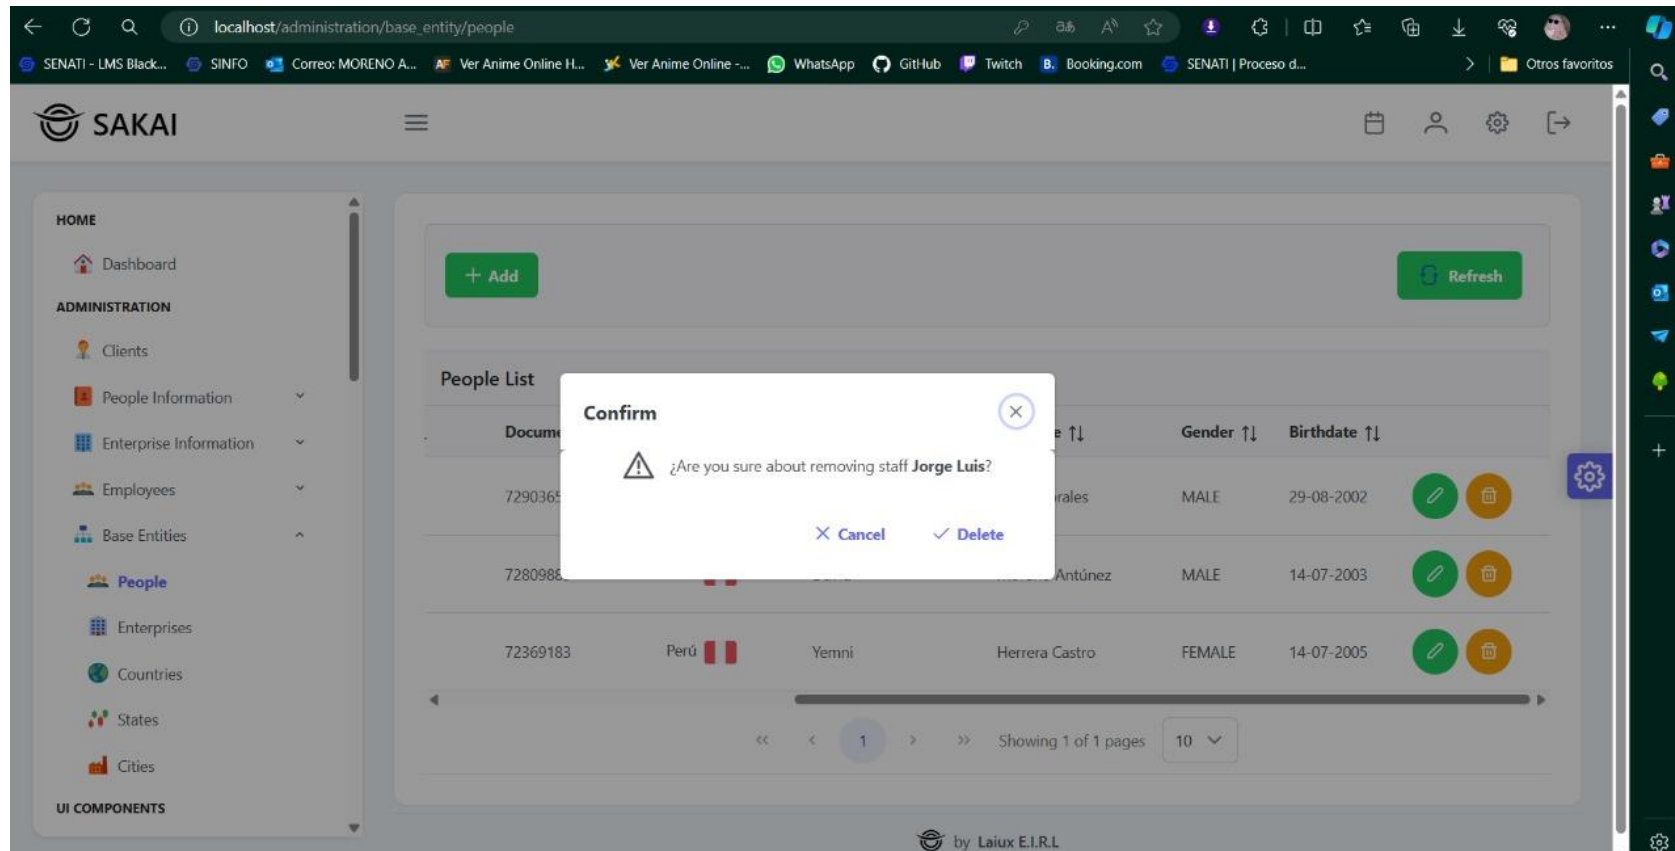 localhost/administration/base_entity/people
SENATI - LMS Black... SINFO Correo: MORENO A... Ver Anime Online H... Ver Anime Online -... WhatsApp GitHub Twitch Booking.com SENATI | Proceso d... Otros favoritos
SAKAI
HOME
Dashboard
ADMINISTRATION
Clients
People Information
Enterprise Information
Employees
Base Entities
People
Enterprises
Countries
States
Cities
UI COMPONENTS
+ Add
Refresh
People List
Gender Birthdate
MALE 29-08-2002
Antúnez MALE 14-07-2003
72369183 Perú Yemni Herrera Castro FEMALE 14-07-2005
Confirm
¿Are you sure about removing staff Jorge Luis?
Cancel Delete
<< < 1 > >> Showing 1 of 1 pages 10
by Laiux E.I.R.L